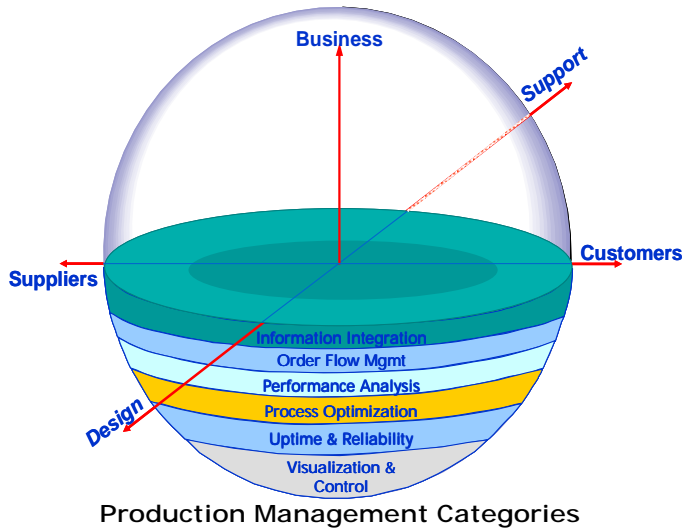 Business
Support
Suppliers
Customers
Information Integration
Order Flow Mgmt
Performance Analysis
Process Optimization
Design
Uptime & Reliability
Visualization &
Control
Production Management Categories